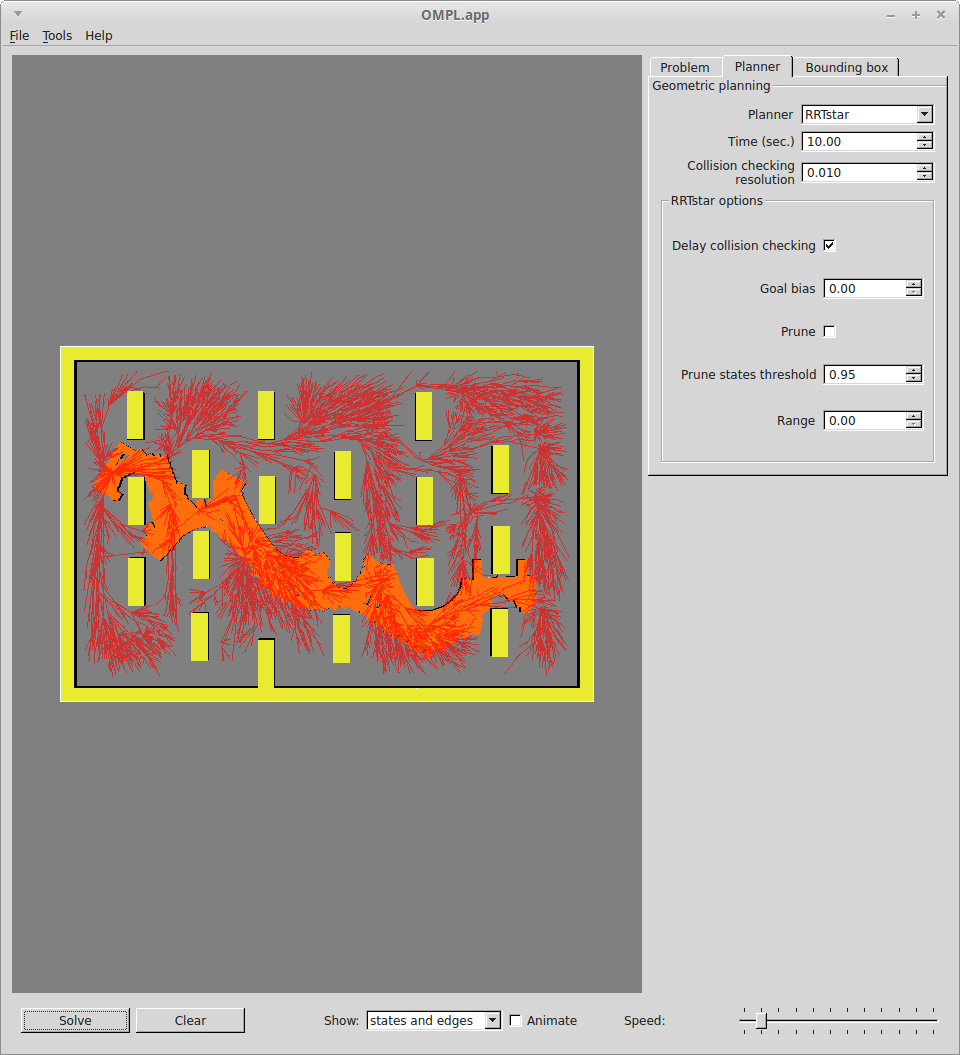 OMPL.app
File Tools Help
Problem Planner Bounding box
Geometric planning
Planner RRTstar
Time (sec.) 10.00
Collision checking
resolution 0.010
RRTstar options
Delay collision checking
Goal bias 0.00
Prune
Prune states threshold 0.95
Range 0.00
Solve Clear Show: states and edges Animate Speed: